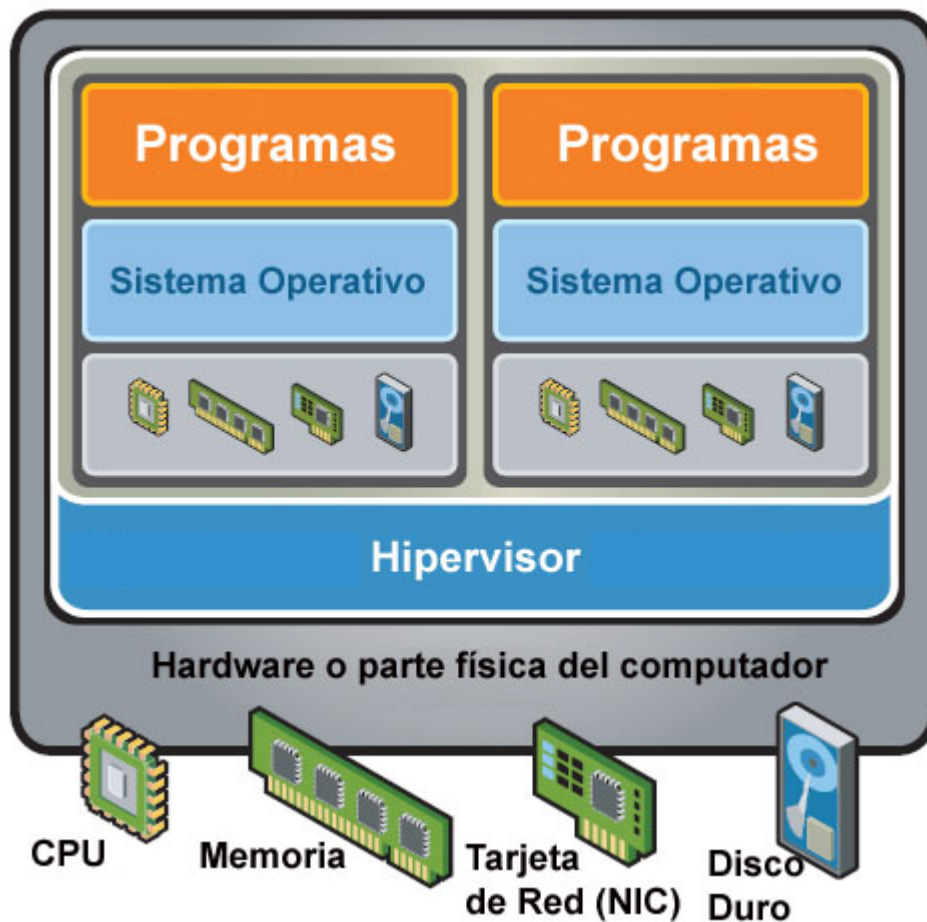 Programas
Programas
Sistema Operativo
Sistema Operativo
Hipervisor
Hardware o parte física del computador
CPU
Memoria
Tarjeta
de Red (NIC)
Disco
Duro